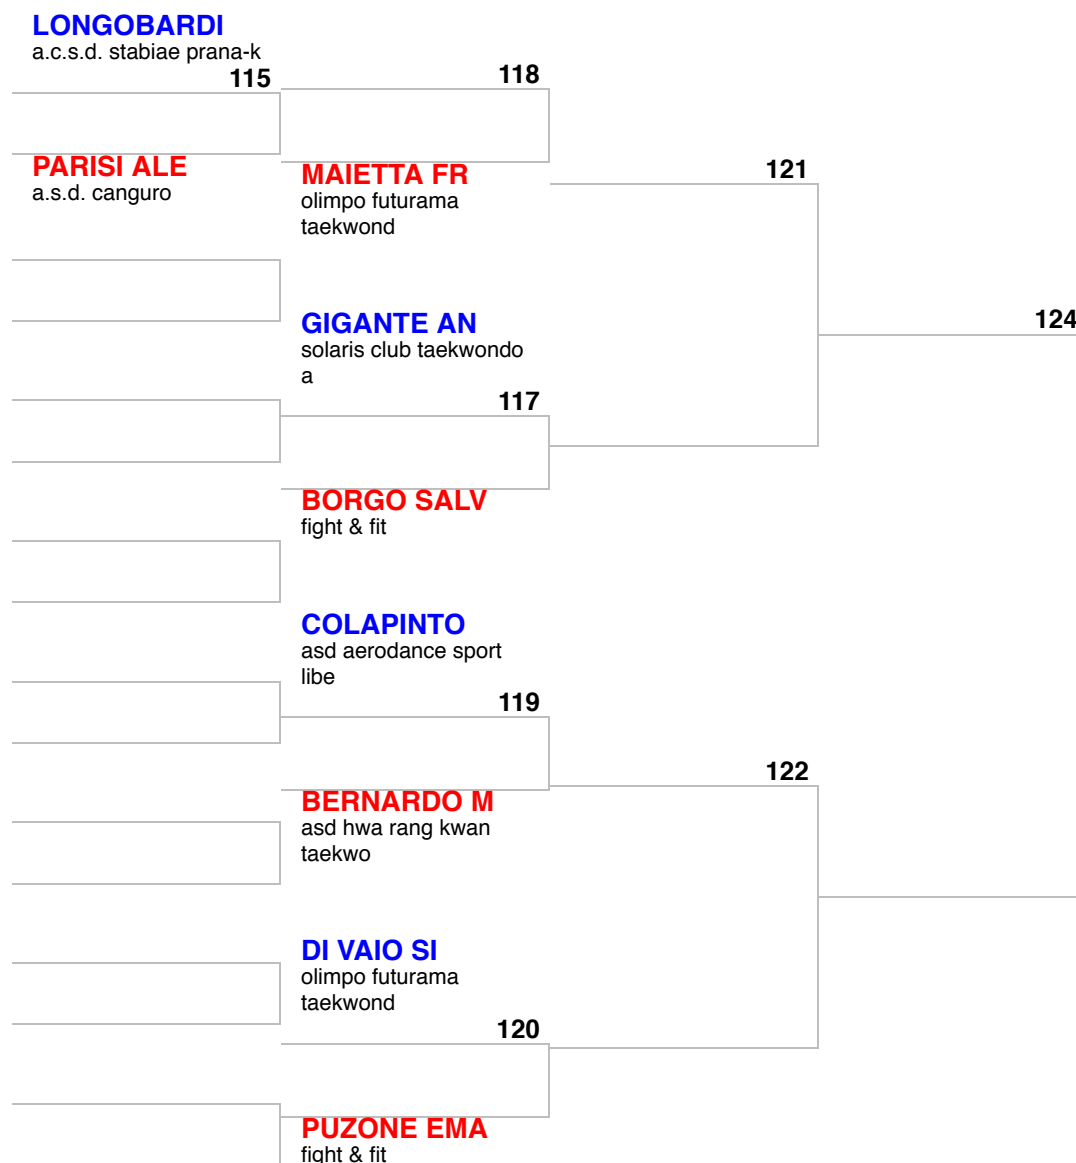 LONGOBARDI
a.c.s.d. stabiae prana-k
115
118
PARISI ALE
a.s.d. canguro
MAIETTA FR
olimpo futurama
taekwond
121
GIGANTE AN
solaris club taekwondo
a
124
117
BORGO SALV
fight & fit
COLAPINTO
asd aerodance sport
libe
119
BERNARDO M
asd hwa rang kwan
taekwo
122
DI VAIO SI
olimpo futurama
taekwond
120
PUZONE EMA
fight & fit